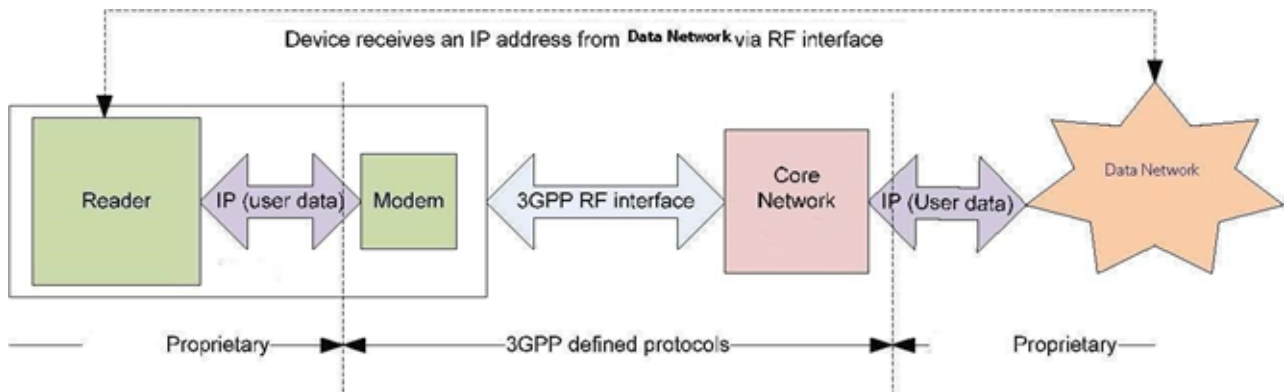 Device receives an IP address from Data Network via RF interface
Reader
IP (user data)
Modem
3GPP RF interface
Core
Network
IP (User data)
Data Network
Proprietary
3GPP defined protocols
Proprietary